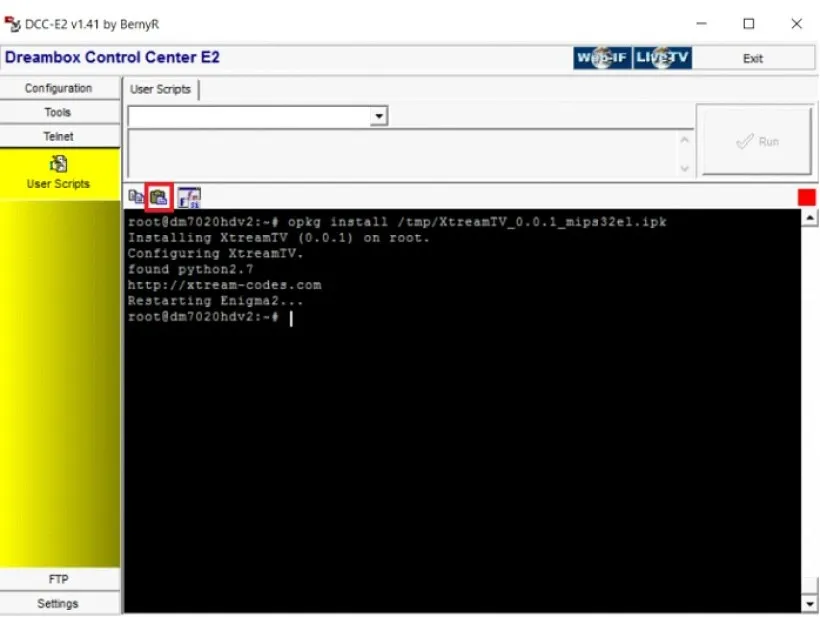 DCC-E2 v1.41 by BernyR
Dreambox Control Center E2
Web-IF
LiveTV
Exit
Configuration
Tools
Telnet
User Scripts
User Scripts
Run
root@dm7020hdv2:~# opkg install /tmp/XtreamTV_0.0.1_mips32el.ipk
Installing XtreamTV (0.0.1) on root.
Configuring XtreamTV.
found python2.7
http://xtream-codes.com
Restarting Enigma2...
root@dm7020hdv2:~#
FTP
Settings